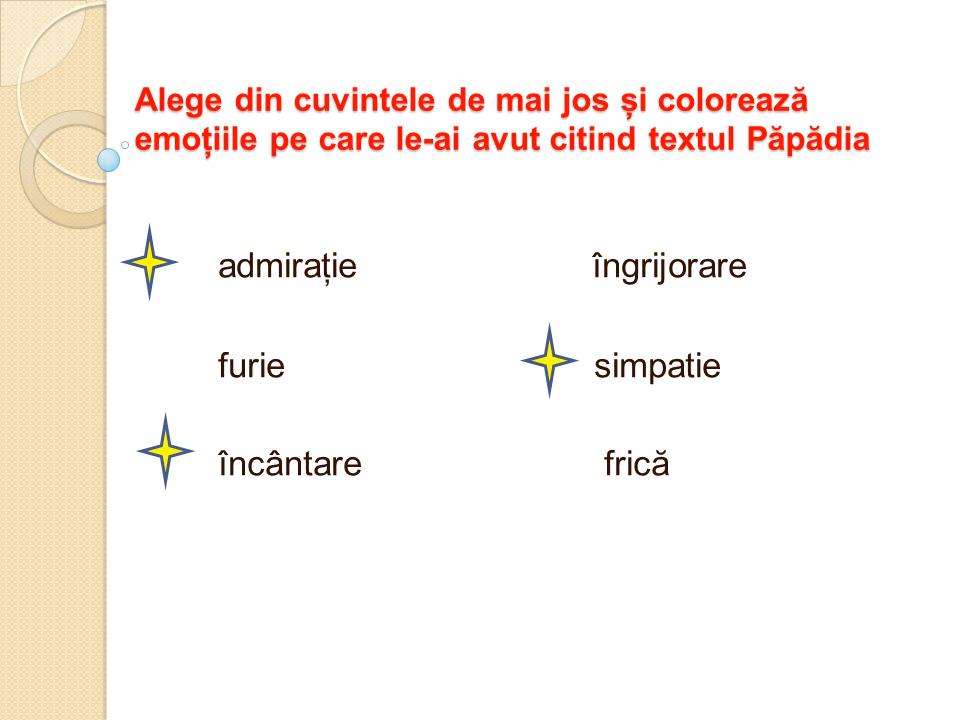 Alege din cuvintele de mai jos și colorează
emoțiile pe care le-ai avut citind textul Păpădia
admirație îngrijorare
furie simpatie
încântare frică